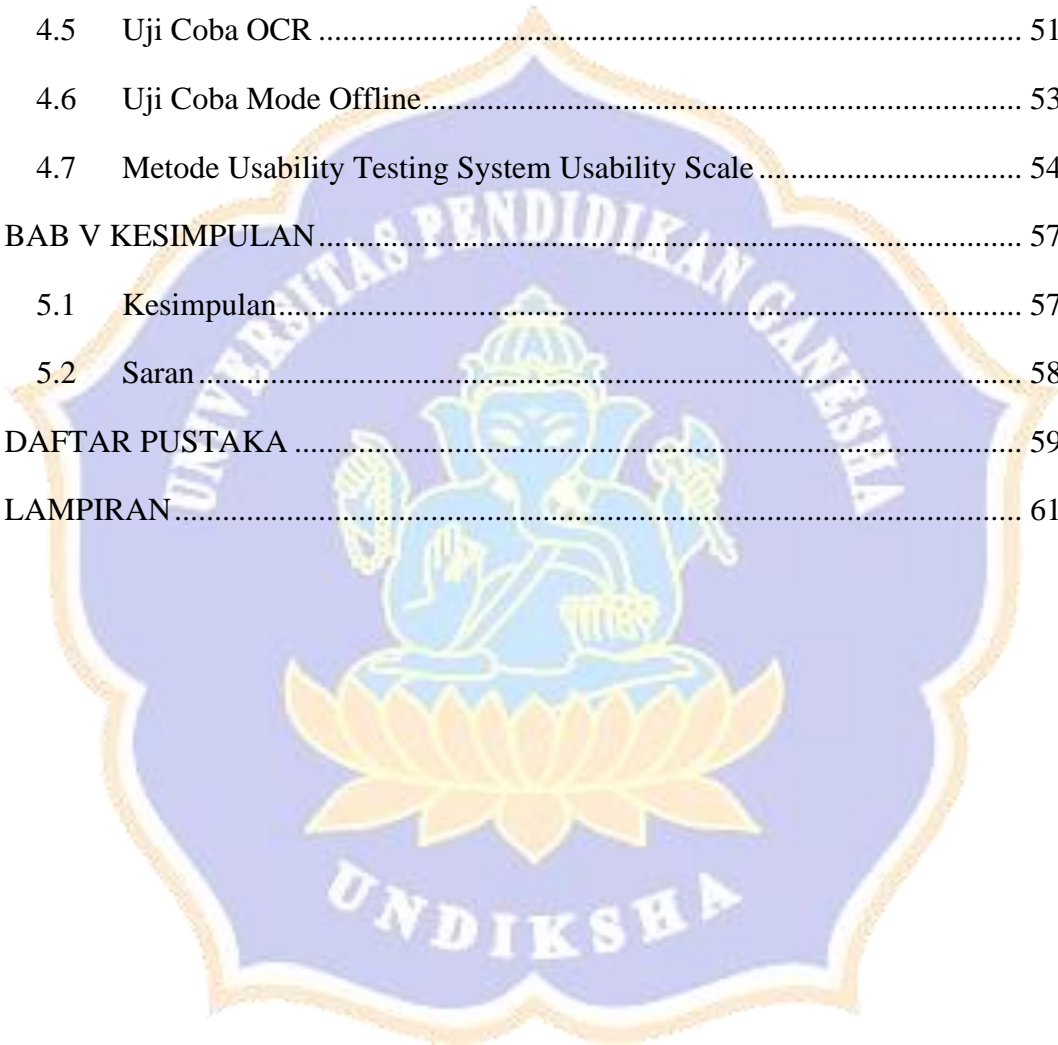 4.5 Uji Coba OCR ........................................................................................ 51
4.6 Uji Coba Mode Offline........................................................................... 53
4.7 Metode Usability Testing System Usability Scale ................................. 54
BAB V KESIMPULAN........................................................................................ 57
5.1 Kesimpulan............................................................................................. 57
5.2 Saran ....................................................................................................... 58
DAFTAR PUSTAKA ........................................................................................... 59
LAMPIRAN.......................................................................................................... 61
UNIVERSITAS PENDIDIKAN GANESHA
UNDIKSHA